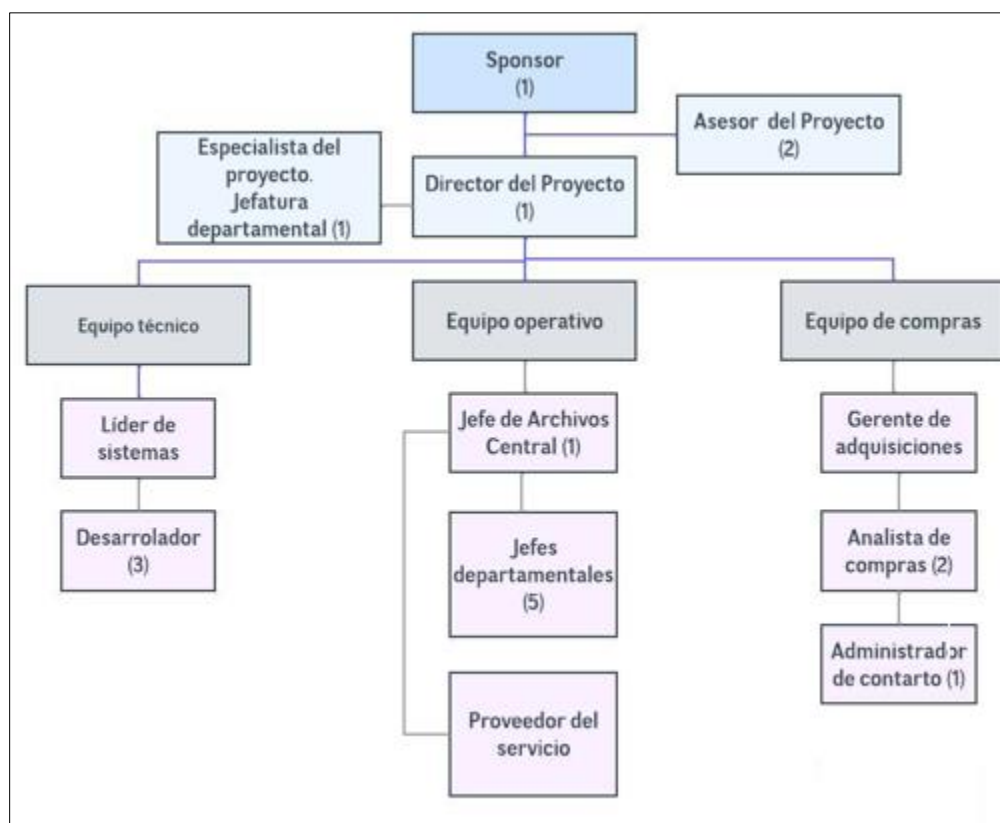 Sponsor
(1)
Asesor del Proyecto
(2)
Especialista del
proyecto.
Jefatura
departamental (1)
Director del Proyecto
(1)
Equipo técnico
Equipo operativo
Equipo de compras
Líder de
sistemas
Desarrolador
(3)
Jefe de Archivos
Central (1)
Jefes
departamentales
(5)
Proveedor del
servicio
Gerente de
adquisiciones
Analista de
compras (2)
Administrador
de contarto (1)